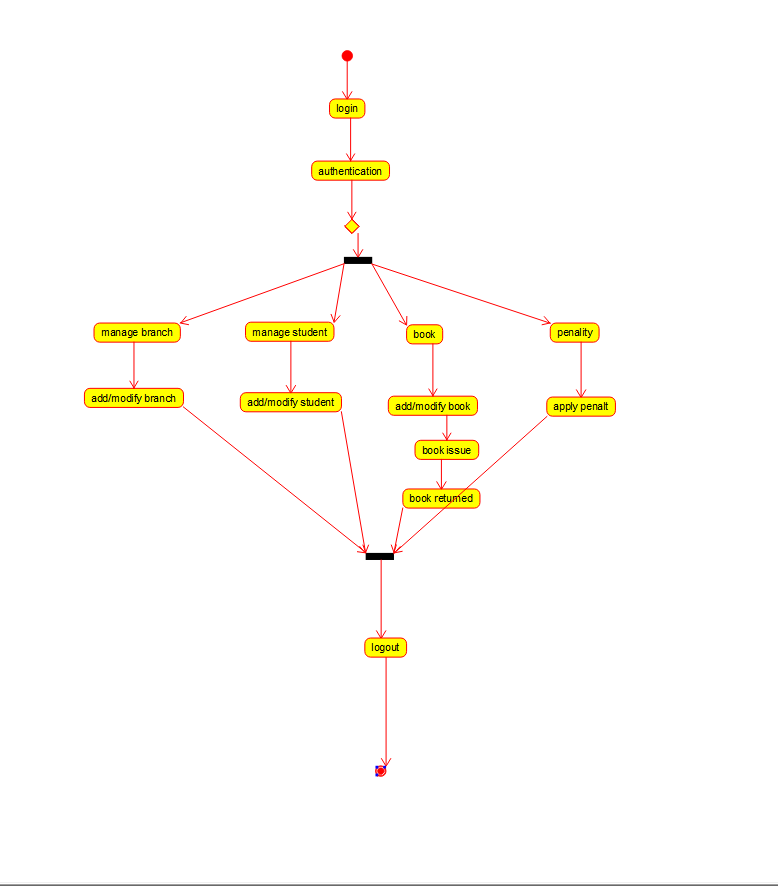 login
authentication
manage branch
manage student
book
penality
add/modify branch
add/modify student
add/modify book
apply penalt
book issue
book returned
logout